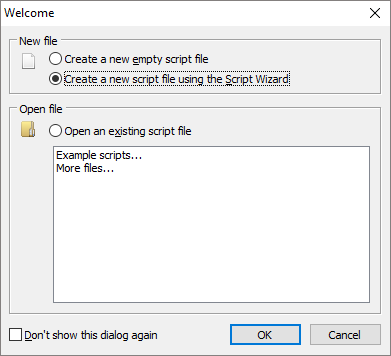 Welcome
New file
Create a new empty script file
Create a new script file using the Script Wizard
Open file
Open an existing script file
Example scripts...
More files...
Don't show this dialog again
OK
Cancel